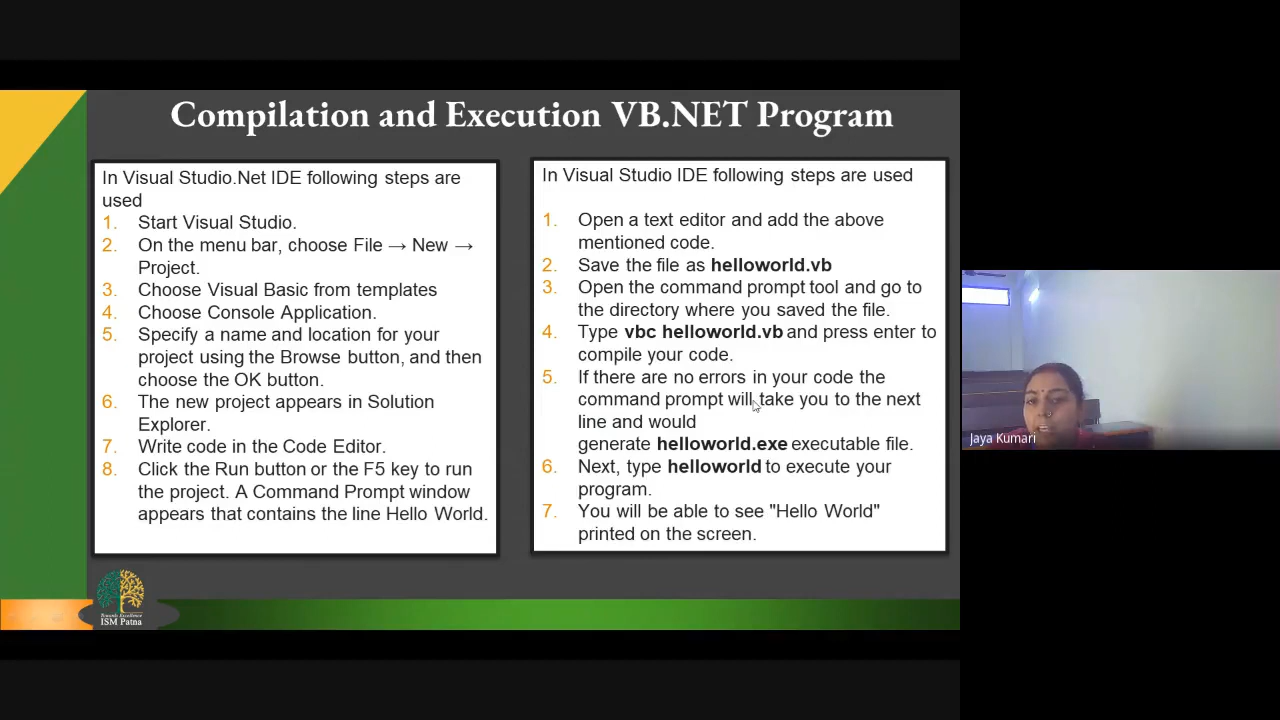 Compilation and Execution VB.NET Program
In Visual Studio.Net IDE following steps are
used
1. Start Visual Studio.
2. On the menu bar, choose File → New →
Project.
3. Choose Visual Basic from templates
4. Choose Console Application.
5. Specify a name and location for your
project using the Browse button, and then
choose the OK button.
6. The new project appears in Solution
Explorer.
7. Write code in the Code Editor.
8. Click the Run button or the F5 key to run
the project. A Command Prompt window
appears that contains the line Hello World.
In Visual Studio IDE following steps are used
1. Open a text editor and add the above
mentioned code.
2. Save the file as helloworld.vb
3. Open the command prompt tool and go to
the directory where you saved the file.
4. Type vbc helloworld.vb and press enter to
compile your code.
5. If there are no errors in your code the
command prompt will take you to the next
line and would
generate helloworld.exe executable file.
6. Next, type helloworld to execute your
program.
7. You will be able to see "Hello World"
printed on the screen.
Towards Excellence
ISM Patna
Jaya Kumari